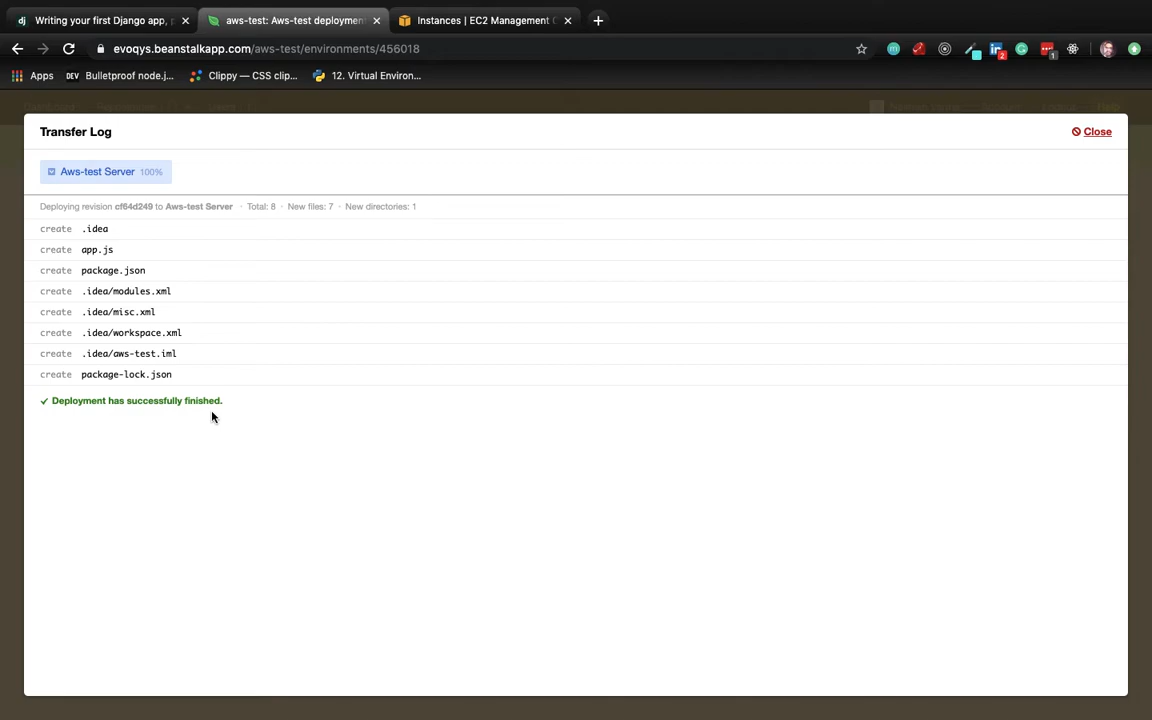 Writing your first Django app, p
aws-test: Aws-test deployment
Instances | EC2 Management C
evoqys.beanstalkapp.com/aws-test/environments/456018
2
1
Apps
DEV Bulletproof node.j...
Clippy — CSS clip...
12. Virtual Environ...
Transfer Log
Close
Aws-test Server 100%
Deploying revision cf64d249 to Aws-test Server · Total: 8 · New files: 7 · New directories: 1
create .idea
create app.js
create package.json
create .idea/modules.xml
create .idea/misc.xml
create .idea/workspace.xml
create .idea/aws-test.iml
create package-lock.json
Deployment has successfully finished.